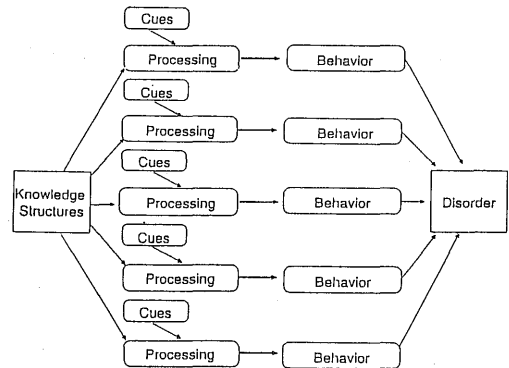 Cues
Processing
Behavior
Cues
Processing
Behavior
Cues
Knowledge
Structures
Processing
Behavior
Disorder
Cues
Processing
Behavior
Cues
Processing
Behavior